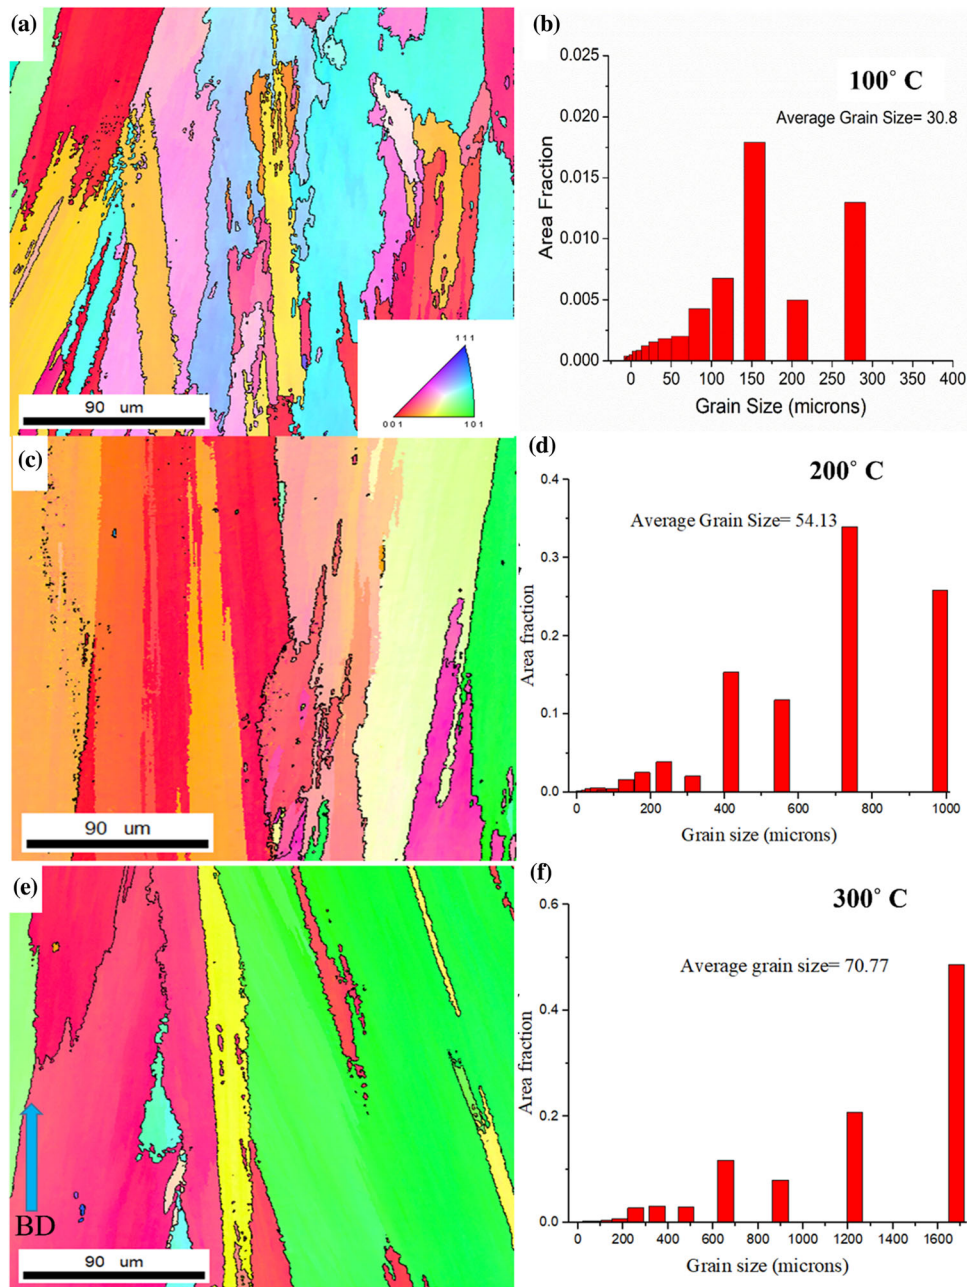 (a)
111
001
101
90 um
(b)
100° C
Average Grain Size= 30.8
Area Fraction
0.025
0.020
0.015
0.010
0.005
0.000
0 50 100 150 200 250 300 350 400
Grain Size (microns)
(c)
90 um
(d)
200° C
Average Grain Size= 54.13
Area fraction
0.4
0.3
0.2
0.1
0.0
0 200 400 600 800 1000
Grain size (microns)
(e)
BD
90 um
(f)
300° C
Average grain size= 70.77
Area fraction
0.6
0.4
0.2
0.0
0 200 400 600 800 1000 1200 1400 1600
Grain size (microns)